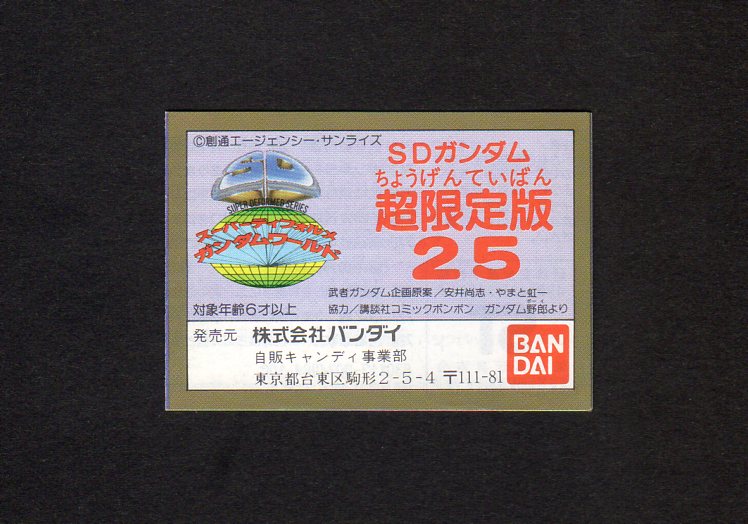 ©創通エージェンシー・サンライズ
SD
SUPER DEFORMER SERIES
スーパーディフォルメ
ガンダムワールド
対象年齢6才以上
SDガンダム
ちょうげんていばん
超限定版
25
武者ガンダム企画原案／安井尚志・やまと虹一
協力／講談社コミックボンボン ガンダム野郎より
発売元 株式会社バンダイ
自販キャンディ事業部
東京都台東区駒形2-5-4 〒111-81
BAN
DAI